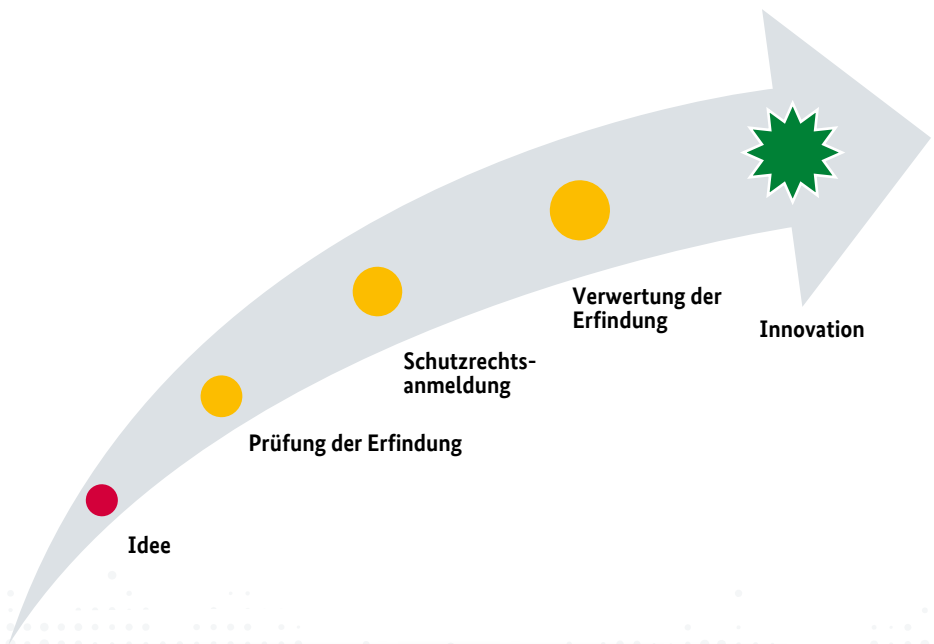 Idee
Prüfung der Erfindung
Schutzrechts-
anmeldung
Verwertung der
Erfindung
Innovation